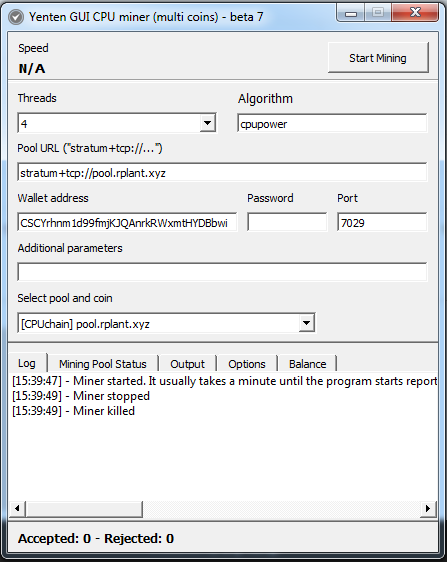 Yenten GUI CPU miner (multi coins) - beta 7
Speed
N/A
Start Mining
Threads Algorithm
4 cpupower
Pool URL ("stratum+tcp://...")
stratum+tcp://pool.rplant.xyz
Wallet address Password Port
CSCYrhnm1d99fmjKJQAnrkRWxmtHYDBbwi 7029
Additional parameters
Select pool and coin
[CPUchain] pool.rplant.xyz
Log Mining Pool Status Output Options Balance
[15:39:47] - Miner started. It usually takes a minute until the program starts report
[15:39:49] - Miner stopped
[15:39:49] - Miner killed
Accepted: 0 - Rejected: 0